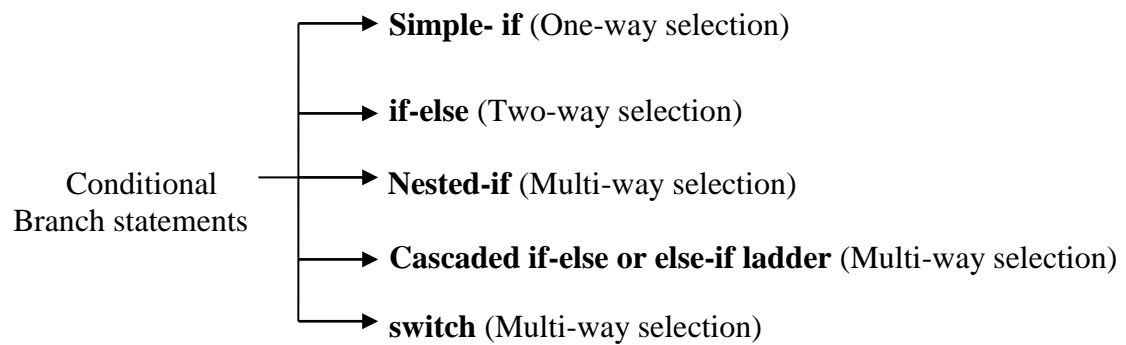 Simple- if (One-way selection)
if-else (Two-way selection)
Conditional
Branch statements
Nested-if (Multi-way selection)
Cascaded if-else or else-if ladder (Multi-way selection)
switch (Multi-way selection)